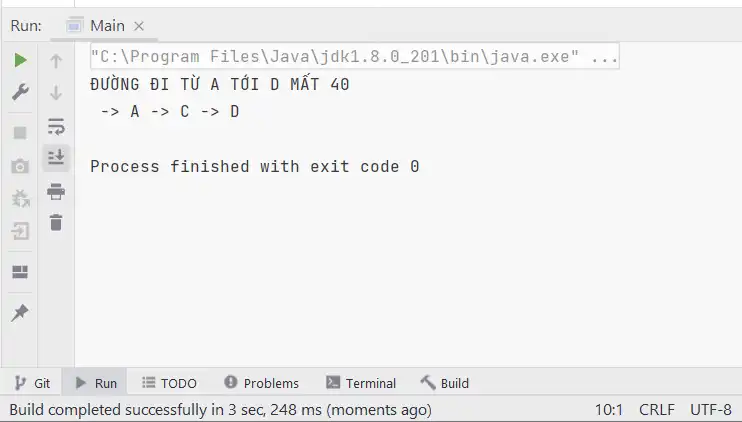 Run: Main
"C:\Program Files\Java\jdk1.8.0_201\bin\java.exe" ...
ĐƯỜNG ĐI TỪ A TỚI D MẤT 40
-> A -> C -> D
Process finished with exit code 0
Git Run TODO Problems Terminal Build
Build completed successfully in 3 sec, 248 ms (moments ago) 10:1 CRLF UTF-8